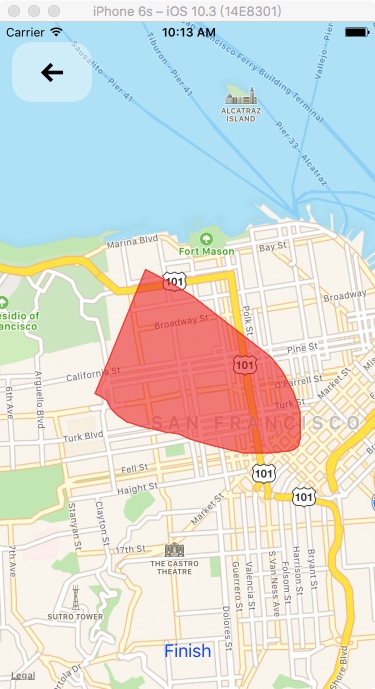 iPhone 6s – iOS 10.3 (14E8301)
Carrier 10:13 AM
Sausalito - Pier-41
Tiburon - Pier-41
San Francisco Ferry Building Terminal
Vallejo - Pier
Pier-33 - Alcatraz
ALCATRAZ
ISLAND
Marina Blvd
Fort Mason
Bay St
101
Presidio of
Francisco
Broadway St
Broadway
Polk St
Pine St
101
California St
O'Farrell St
Market St
Turk St
6th Ave
Arguello Blvd
SAN FRANCISCO
Turk Blvd
Fell St
101
Haight St
101
Stanyan St
Clayton St
Market St
17th St
7th Ave
THE CASTRO
THEATRE
Dolores St
Guerrero St
Valencia St
S Van Ness Ave
Folsom St
Harrison St
Bryant St
SUTRO TOWER
Finish
Legal
Portola Dr
Shore Blvd